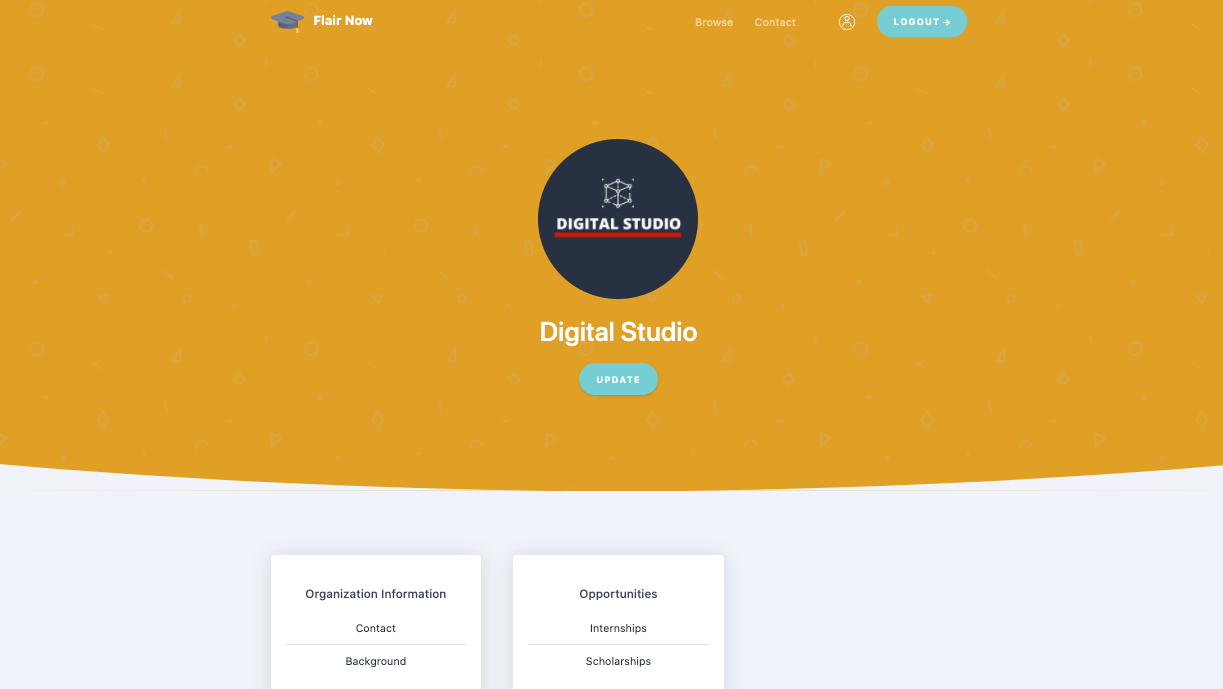 Flair Now
Browse
Contact
LOGOUT →
DIGITAL STUDIO
Digital Studio
UPDATE
Organization Information
Contact
Background
Opportunities
Internships
Scholarships